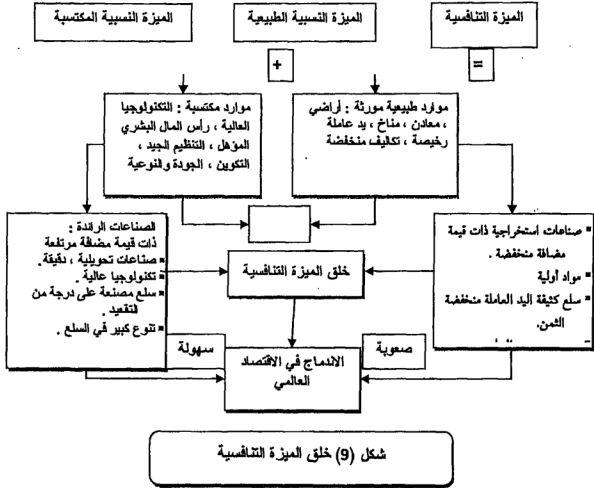 الميزة التنافسية
=
الميزة النسبية الطبيعية
+
الميزة النسبية المكتسبة
موارد طبيعية مورثة : أراضي
، معادن ، مناخ ، يد عاملة
رخيصة ، تكاليف منخفضة
موارد مكتسبة : التكنولوجيا
العالية ، رأس المال البشري
المؤهل ، التنظيم الجيد ،
التكوين ، الجودة والنوعية
صناعات استخراجية ذات قيمة
مضافة منخفضة .
مواد أولية
سلع كثيفة اليد العاملة منخفضة
الثمن.
خلق الميزة التنافسية
الصناعات الرائدة :
ذات قيمة مضافة مرتفعة
صناعات تحويلية ، دقيقة .
تكنولوجيا عالية .
سلع مصنعة على درجة من
التقعيد .
تنوع كبير في السلع .
صعوبة
سهولة
الاندماج في الاقتصاد
العالمي
شكل (9) خلق الميزة التنافسية